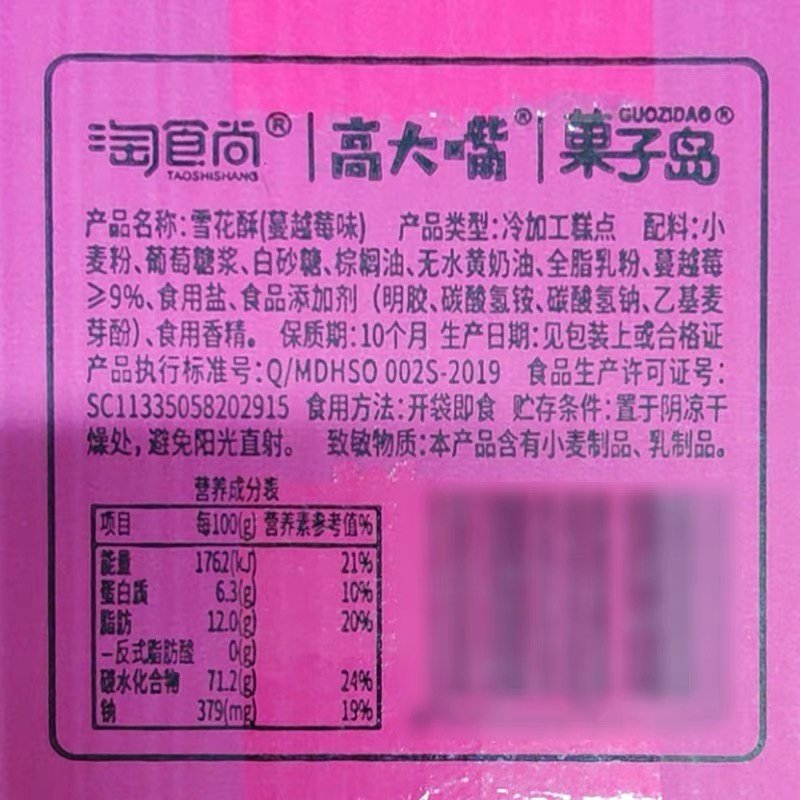 淘食尚® | 高大嘴® | 菓子岛®
TAOSHISHANG GUOZIDAO
产品名称:雪花酥(蔓越莓味) 产品类型:冷加工糕点 配料:小
麦粉、葡萄糖浆、白砂糖、棕榈油、无水黄奶油、全脂乳粉、蔓越莓
≥9%、食用盐、食品添加剂（明胶、碳酸氢铵、碳酸氢钠、乙基麦
芽酚）、食用香精。 保质期:10个月 生产日期:见包装上或合格证
产品执行标准号:Q/MDHSO 002S-2019 食品生产许可证号:
SC11335058202915 食用方法:开袋即食 贮存条件:置于阴凉干
燥处,避免阳光直射。 致敏物质:本产品含有小麦制品、乳制品。
营养成分表
项目 每100(g) 营养素参考值%
能量 1762(kJ) 21%
蛋白质 6.3(g) 10%
脂肪 12.0(g) 20%
-反式脂肪酸 0(g)
碳水化合物 71.2(g) 24%
钠 379(mg) 19%